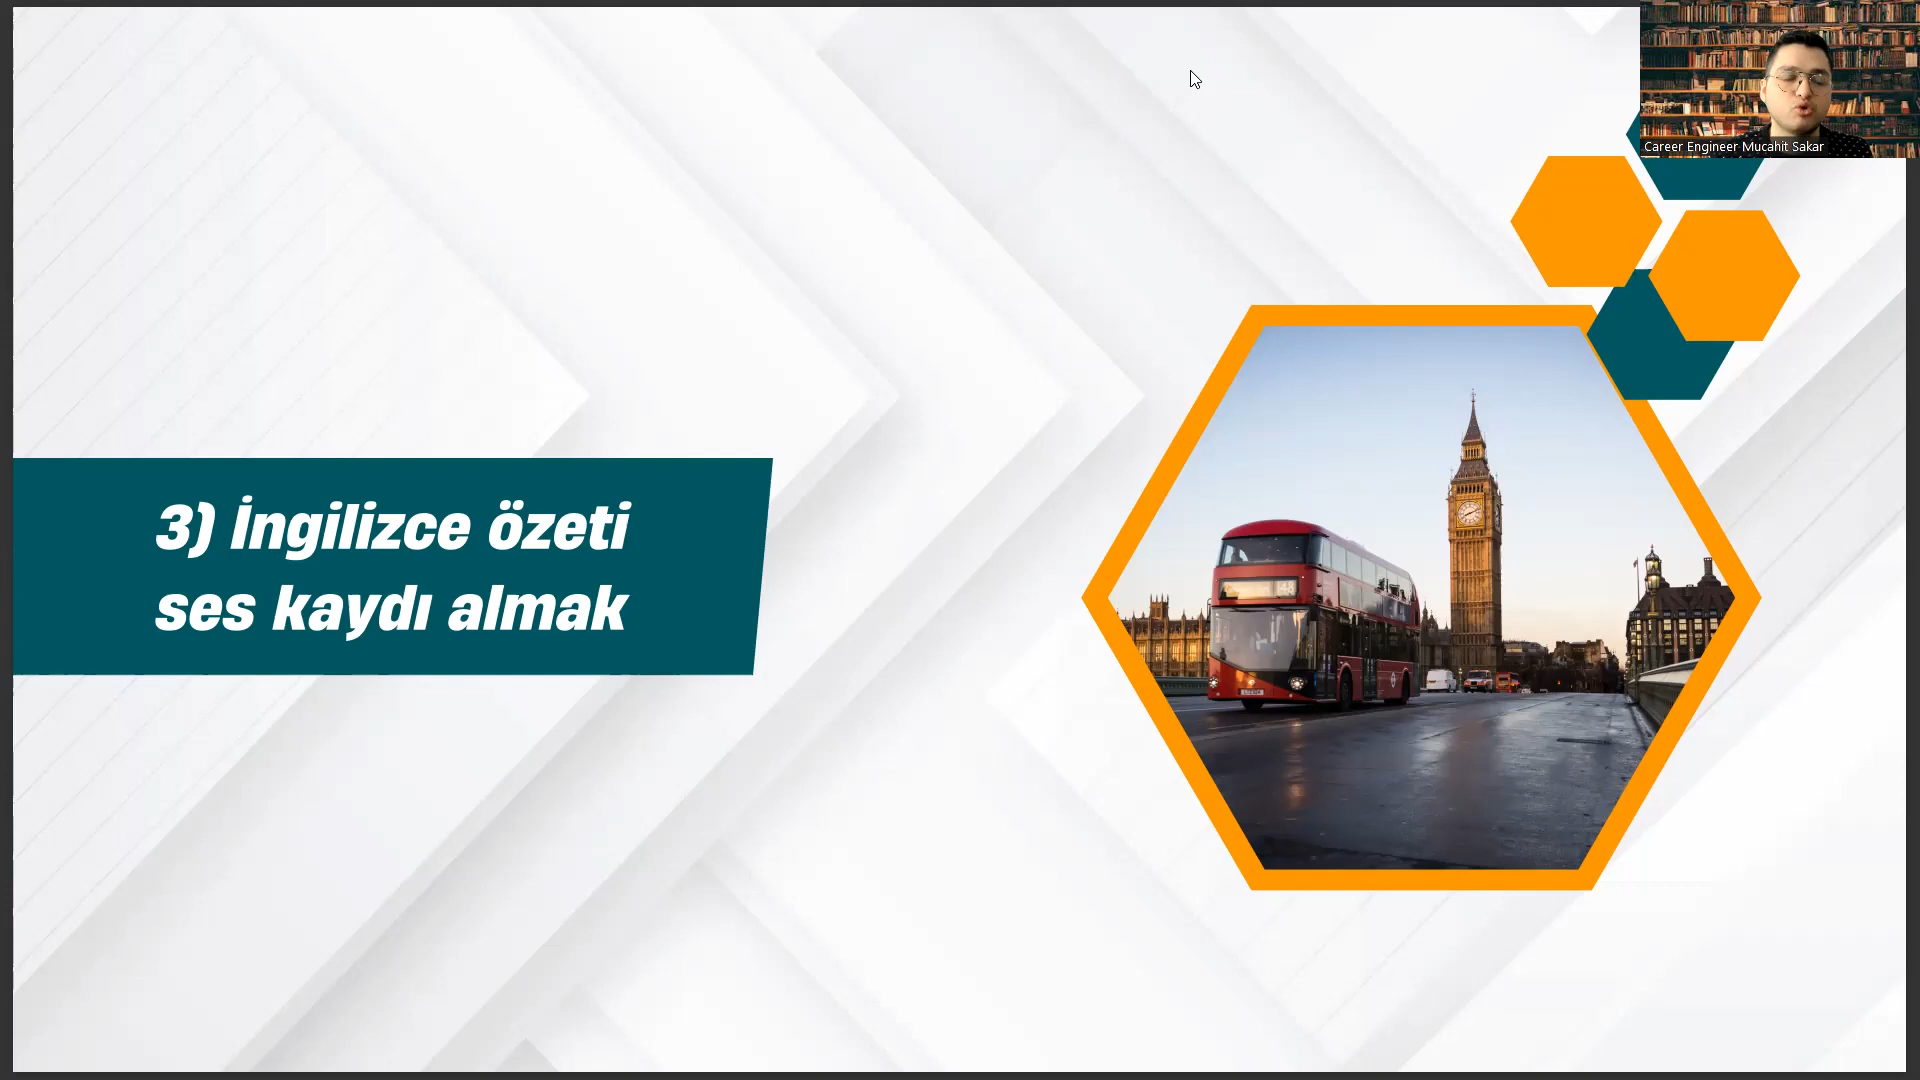 Career Engineer Mucahit Sakar
3) İngilizce özeti
ses kaydı almak